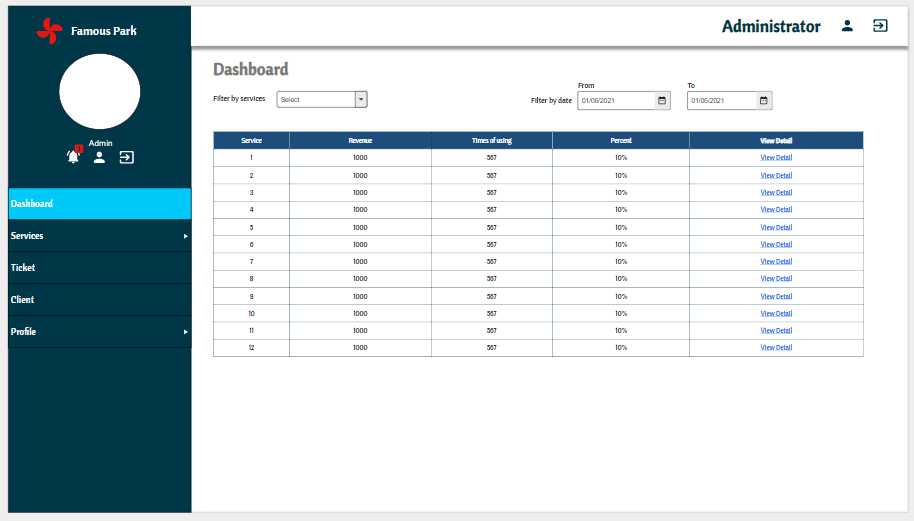 Famous Park
Administrator
1
Admin
Dashboard
Services
Ticket
Client
Profile
Dashboard
From To
Filter by services Select Filter by date 01/06/2021 01/06/2021
Service Revenue Times of using Percent View Detail
1 1000 567 10% View Detail
2 1000 567 10% View Detail
3 1000 567 10% View Detail
4 1000 567 10% View Detail
5 1000 567 10% View Detail
6 1000 567 10% View Detail
7 1000 567 10% View Detail
8 1000 567 10% View Detail
9 1000 567 10% View Detail
10 1000 567 10% View Detail
11 1000 567 10% View Detail
12 1000 567 10% View Detail